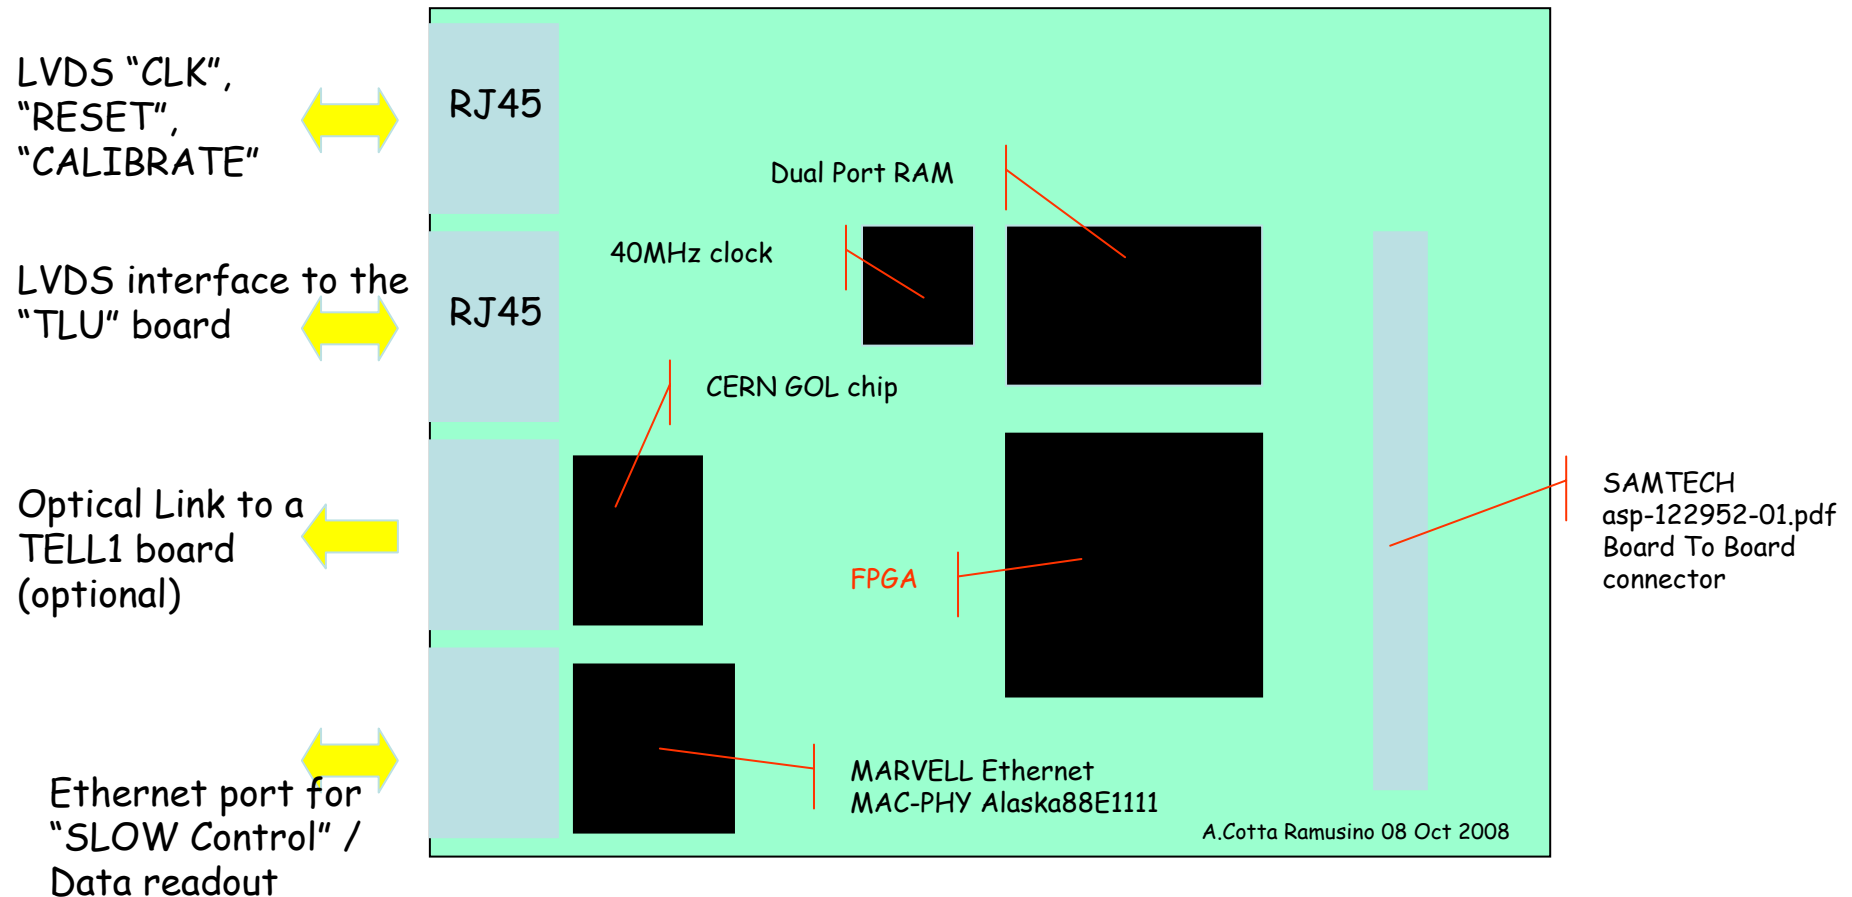 LVDS “CLK”,
“RESET”,
“CALIBRATE”
RJ45
Dual Port RAM
40MHz clock
LVDS interface to the
“TLU” board
RJ45
CERN GOL chip
Optical Link to a
TELL1 board
(optional)
FPGA
SAMTECH
asp-122952-01.pdf
Board To Board
connector
Ethernet port for
“SLOW Control” /
Data readout
MARVELL Ethernet
MAC-PHY Alaska88E1111
A.Cotta Ramusino 08 Oct 2008